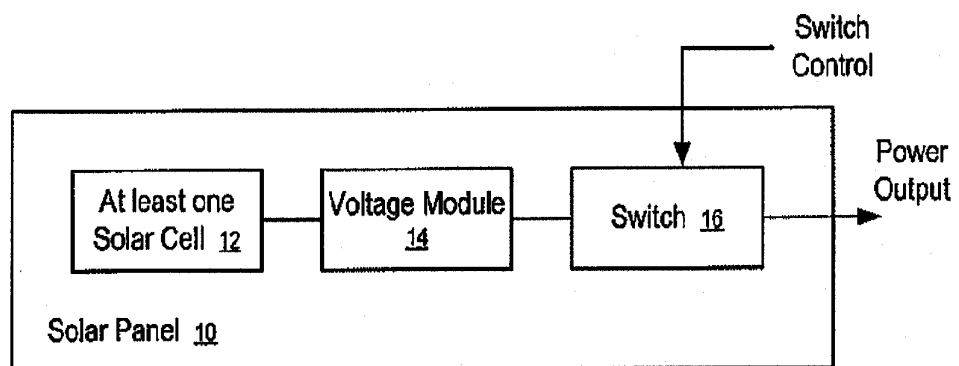 Switch
Control
Power
Output
At least one
Solar Cell 12
Voltage Module
14
Switch 16
Solar Panel 10